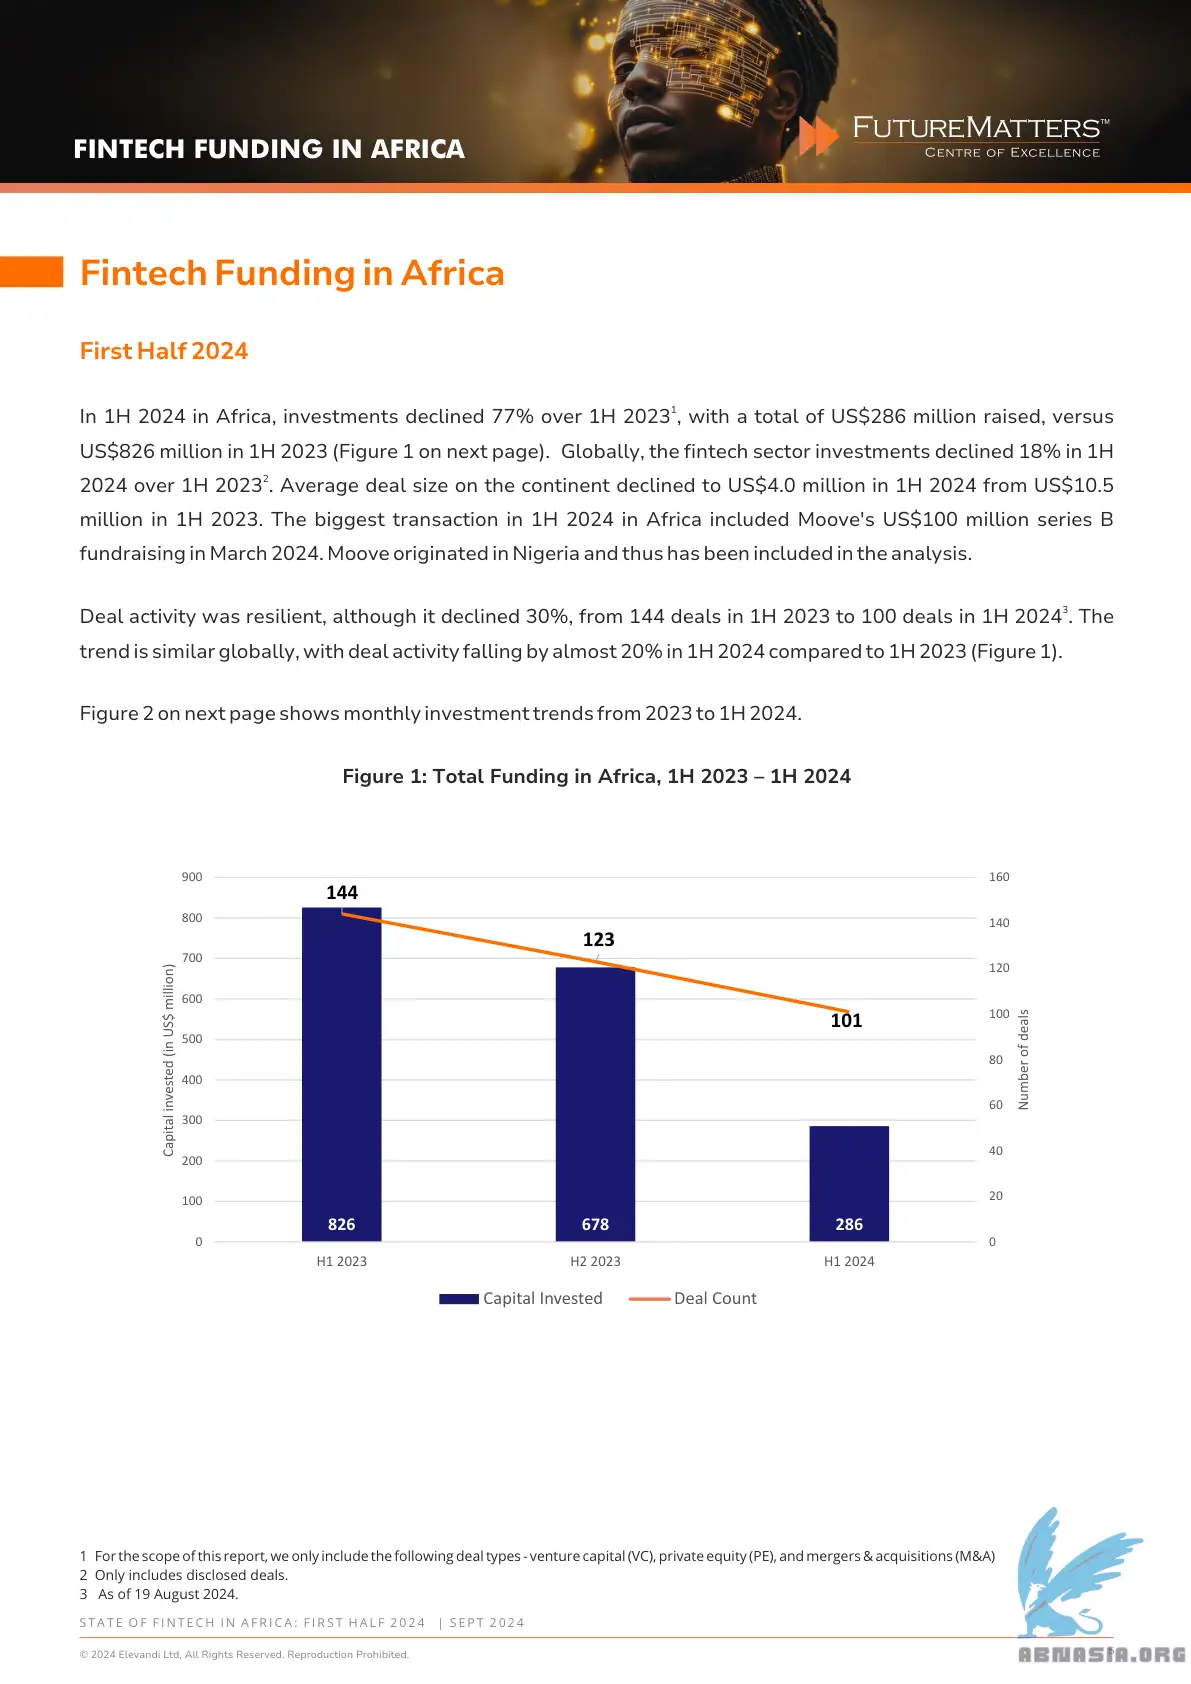 FINTECH FUNDING IN AFRICA
FUTUREMATTERS™
CENTRE OF EXCELLENCE
Fintech Funding in Africa
First Half 2024
In 1H 2024 in Africa, investments declined 77% over 1H 2023¹, with a total of US$286 million raised, versus
US$826 million in 1H 2023 (Figure 1 on next page). Globally, the fintech sector investments declined 18% in 1H
2024 over 1H 2023². Average deal size on the continent declined to US$4.0 million in 1H 2024 from US$10.5
million in 1H 2023. The biggest transaction in 1H 2024 in Africa included Moove's US$100 million series B
fundraising in March 2024. Moove originated in Nigeria and thus has been included in the analysis.
Deal activity was resilient, although it declined 30%, from 144 deals in 1H 2023 to 100 deals in 1H 2024³. The
trend is similar globally, with deal activity falling by almost 20% in 1H 2024 compared to 1H 2023 (Figure 1).
Figure 2 on next page shows monthly investment trends from 2023 to 1H 2024.
Figure 1: Total Funding in Africa, 1H 2023 – 1H 2024
Capital invested (in US$ million)
900
800
700
600
500
400
300
200
100
0
144
123
101
826
678
286
160
140
120
100
80
60
40
20
0
Number of deals
H1 2023
H2 2023
H1 2024
Capital Invested
Deal Count
1 For the scope of this report, we only include the following deal types - venture capital (VC), private equity (PE), and mergers & acquisitions (M&A)
2 Only includes disclosed deals.
3 As of 19 August 2024.
STATE OF FINTECH IN AFRICA: FIRST HALF 2024 | SEPT 2024
© 2024 Elevandi Ltd, All Rights Reserved. Reproduction Prohibited.
ABNASIA.ORG